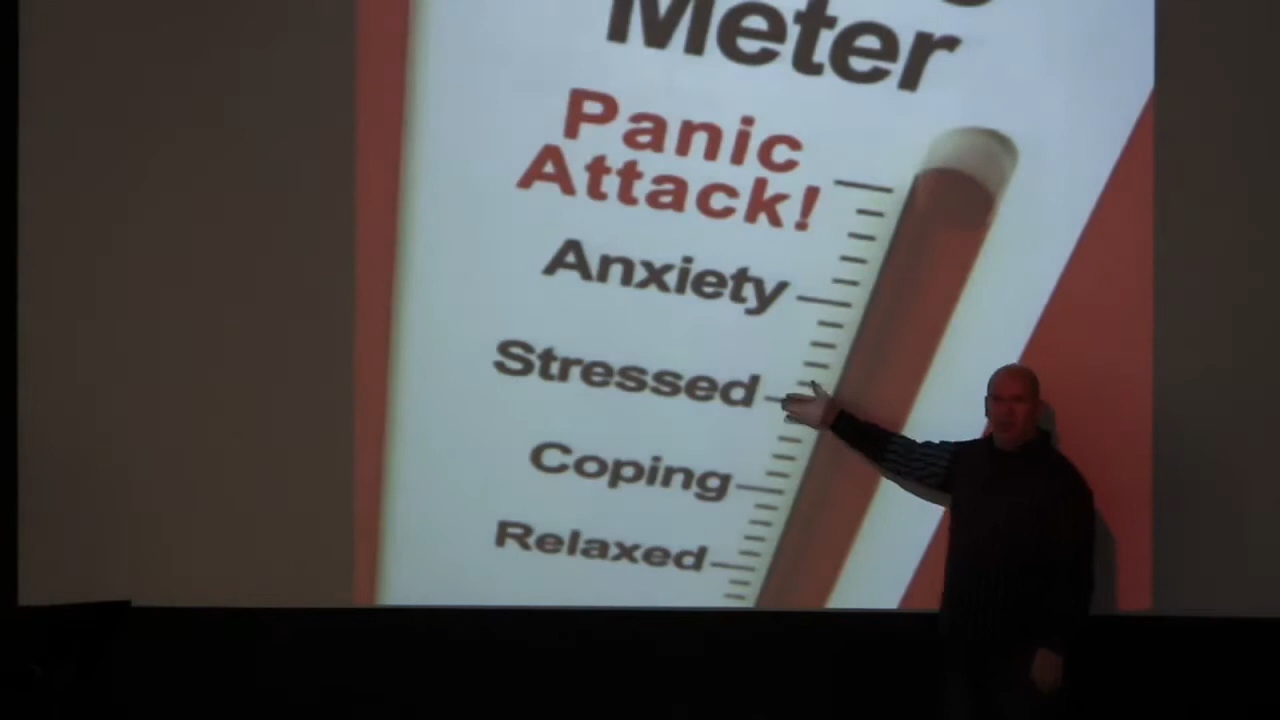 Meter
Panic
Attack!
Anxiety
Stressed
Coping
Relaxed